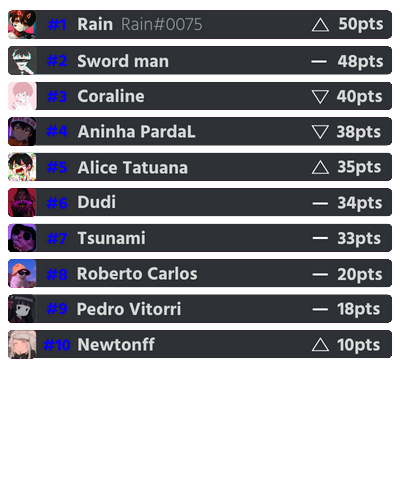 #1 Rain Rain#0075 △ 50pts
#2 Sword man — 48pts
#3 Coraline ▽ 40pts
#4 Aninha PardaL ▽ 38pts
#5 Alice Tatuana △ 35pts
#6 Dudi — 34pts
#7 Tsunami — 33pts
#8 Roberto Carlos — 20pts
#9 Pedro Vitorri — 18pts
#10 Newtonff △ 10pts